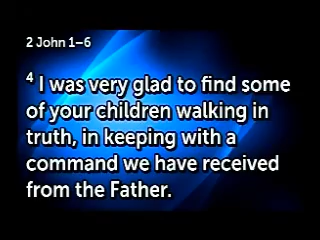 2 John 1–6
4 I was very glad to find some
of your children walking in
truth, in keeping with a
command we have received
from the Father.